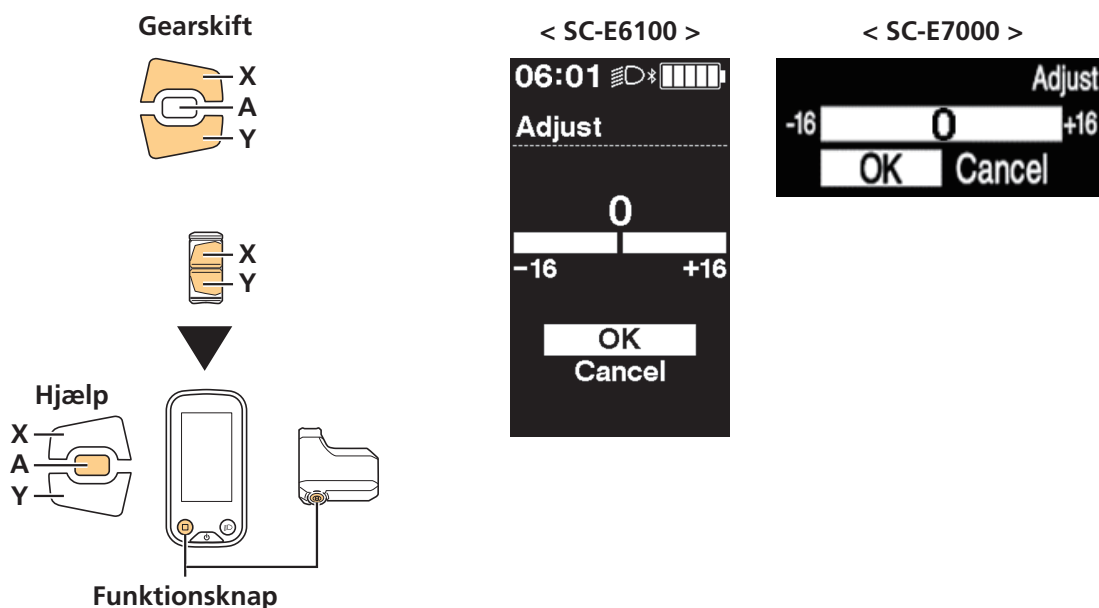 Gearskift
X
A
Y
X
Y
Hjælp
X
A
Y
Funktionsknap
< SC-E6100 >
06:01
Adjust
0
-16 +16
OK
Cancel
< SC-E7000 >
Adjust
-16 0 +16
OK Cancel